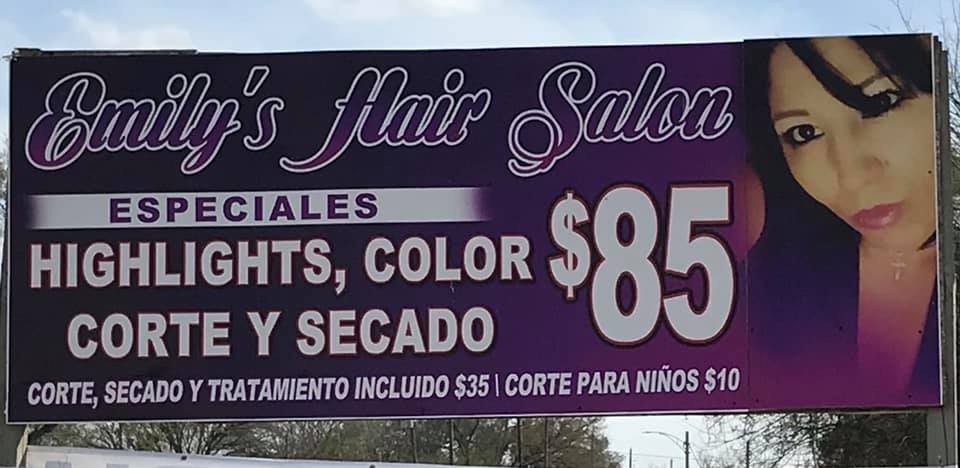 Emily's Hair Salon
ESPECIALES
HIGHLIGHTS, COLOR
CORTE Y SECADO
$85
CORTE, SECADO Y TRATAMIENTO INCLUIDO $35 | CORTE PARA NIÑOS $10